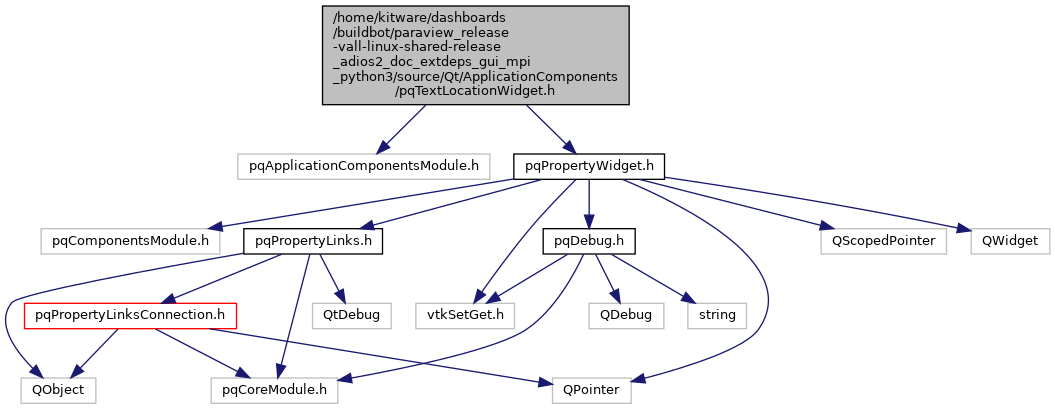 /home/kitware/dashboards
/buildbot/paraview_release
-vall-linux-shared-release
_adios2_doc_extdeps_gui_mpi
_python3/source/Qt/ApplicationComponents
/pqTextLocationWidget.h
pqApplicationComponentsModule.h
pqPropertyWidget.h
pqComponentsModule.h
pqPropertyLinks.h
pqDebug.h
QScopedPointer
QWidget
pqPropertyLinksConnection.h
QtDebug
vtkSetGet.h
QDebug
string
QObject
pqCoreModule.h
QPointer